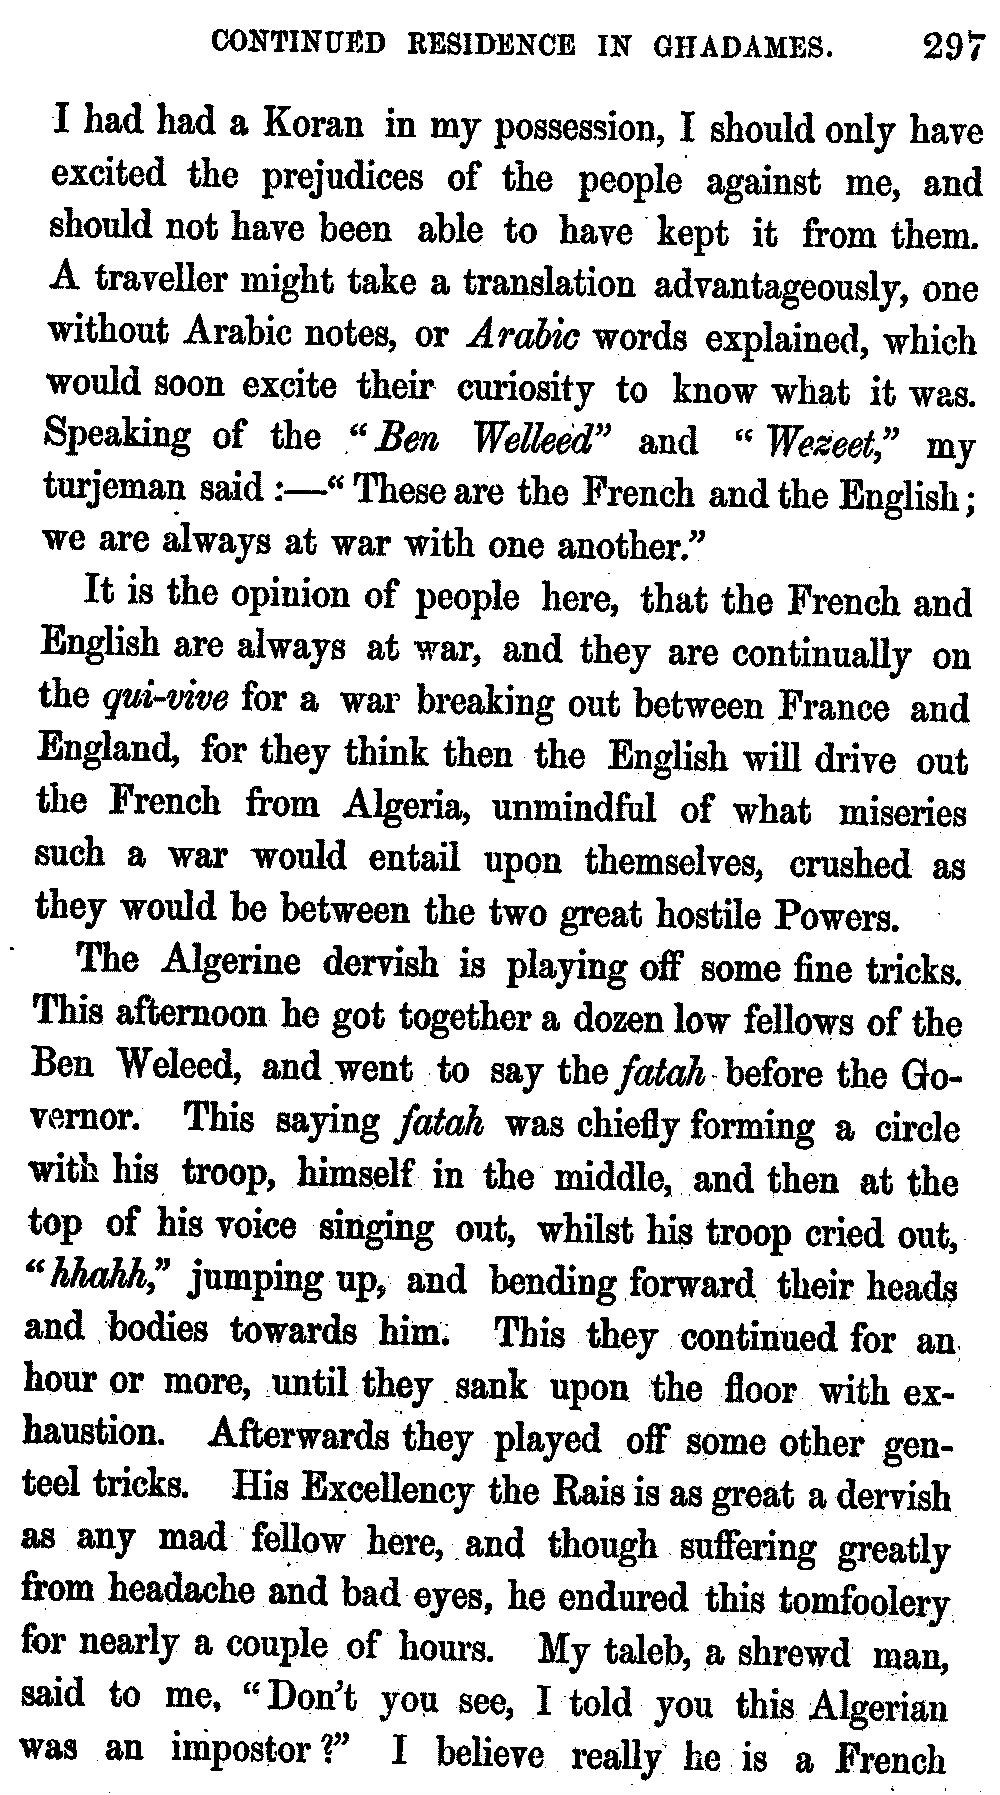 CONTINUED RESIDENCE IN GHADAMES. 297
I had had a Koran in my possession, I should only have
excited the prejudices of the people against me, and
should not have been able to have kept it from them.
A traveller might take a translation advantageously, one
without Arabic notes, or Arabic words explained, which
would soon excite their curiosity to know what it was.
Speaking of the "Ben Welleed" and "Wezeet," my
turjeman said:—"These are the French and the English;
we are always at war with one another."
It is the opinion of people here, that the French and
English are always at war, and they are continually on
the qui-vive for a war breaking out between France and
England, for they think then the English will drive out
the French from Algeria, unmindful of what miseries
such a war would entail upon themselves, crushed as
they would be between the two great hostile Powers.
The Algerine dervish is playing off some fine tricks.
This afternoon he got together a dozen low fellows of the
Ben Weleed, and went to say the fatah before the Go-
vernor. This saying fatah was chiefly forming a circle
with his troop, himself in the middle, and then at the
top of his voice singing out, whilst his troop cried out,
"hhahh," jumping up, and bending forward their heads
and bodies towards him. This they continued for an
hour or more, until they sank upon the floor with ex-
haustion. Afterwards they played off some other gen-
teel tricks. His Excellency the Rais is as great a dervish
as any mad fellow here, and though suffering greatly
from headache and bad eyes, he endured this tomfoolery
for nearly a couple of hours. My taleb, a shrewd man,
said to me, "Don't you see, I told you this Algerian
was an impostor?" I believe really he is a French